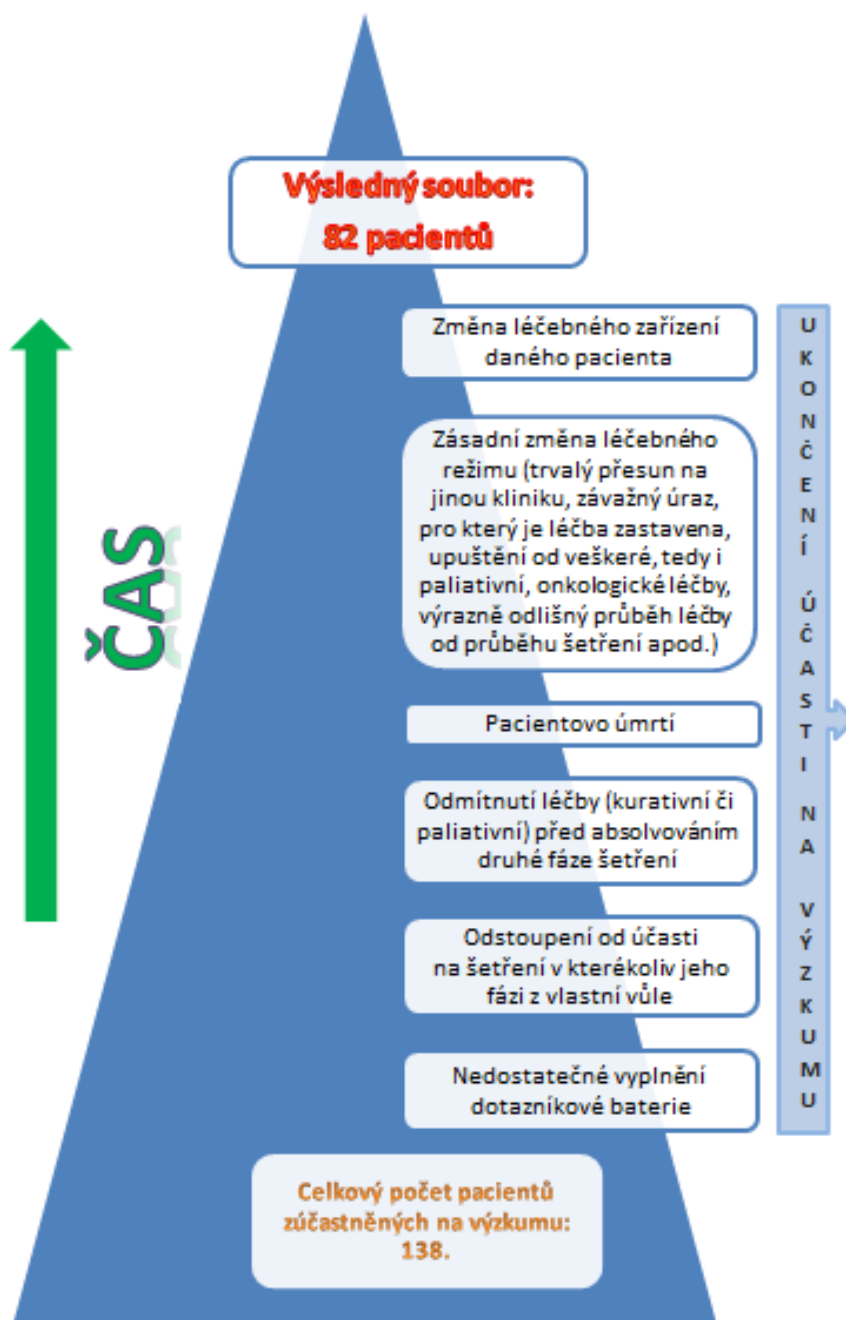 Výsledný soubor:
82 pacientů
Změna léčebného zařízení
daného pacienta
Zásadní změna léčebného
režimu (trvalý přesun na
jinou kliniku, závažný úraz,
pro který je léčba zastavena,
upuštění od veškeré, tedy i
paliativní, onkologické léčby,
výrazně odlišný průběh léčby
od průběhu šetření apod.)
Pacientovo úmrtí
Odmítnutí léčby (kurativní či
paliativní) před absolvováním
druhé fáze šetření
Odstoupení od účasti
na šetření v kterékoliv jeho
fázi z vlastní vůle
Nedostatečné vyplnění
dotazníkové baterie
Celkový počet pacientů
zúčastněných na výzkumu:
138.
ČAS
UKONČENÍ ÚČASTI NA VÝZKUMU